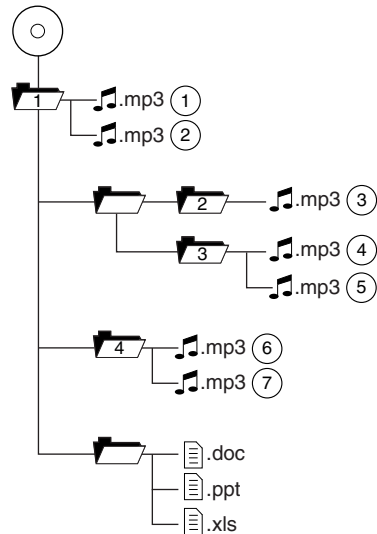 1 .mp3 1
.mp3 2
2 .mp3 3
3 .mp3 4
.mp3 5
4 .mp3 6
.mp3 7
.doc
.ppt
.xls